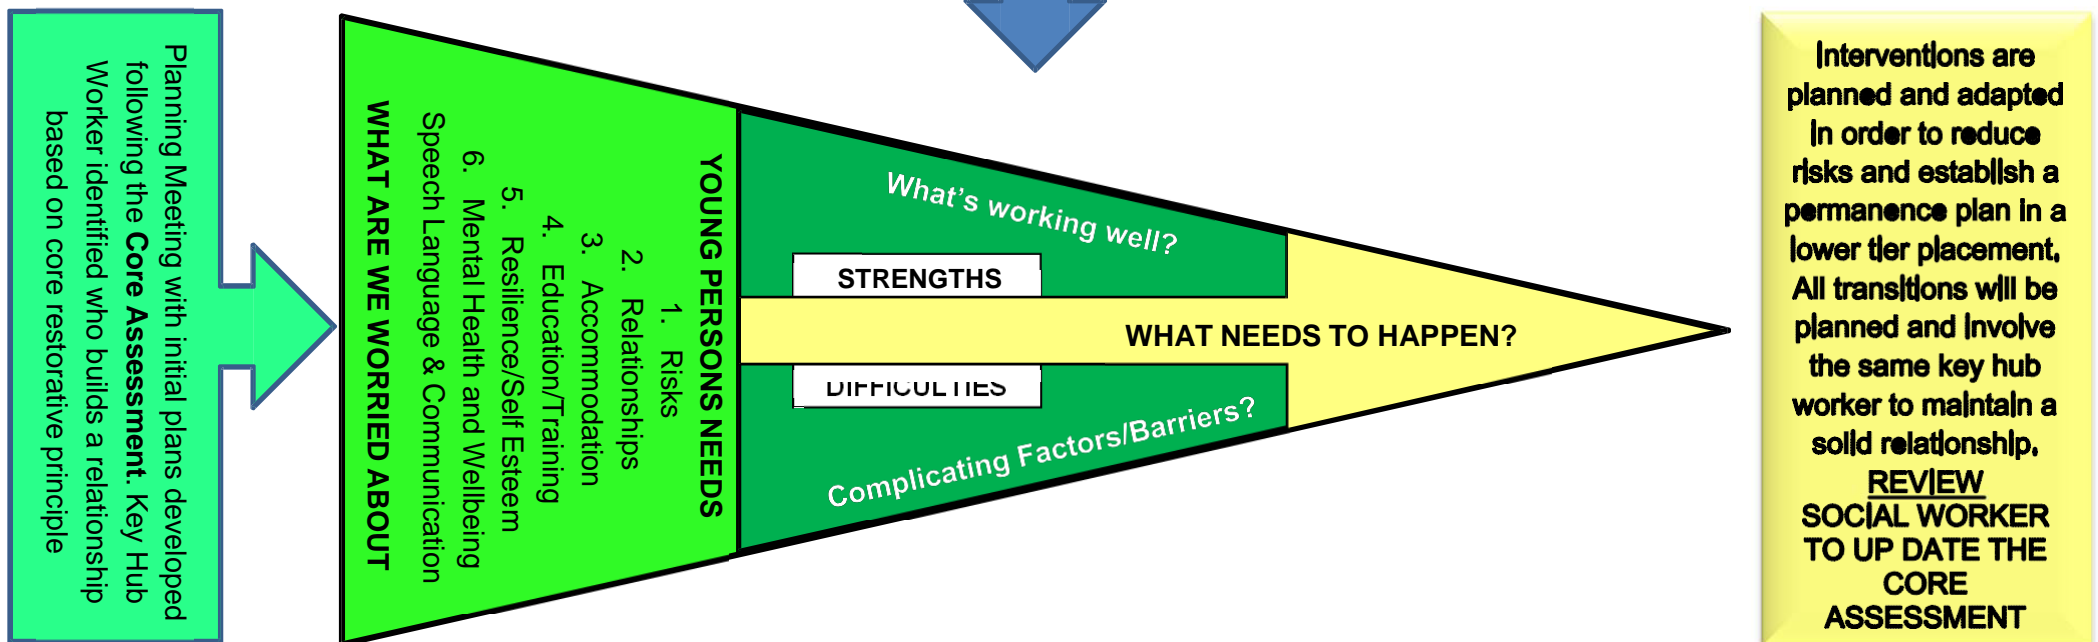 Planning Meeting with initial plans developed
following the Core Assessment. Key Hub
Worker identified who builds a relationship
based on core restorative principle
YOUNG PERSONS NEEDS
1. Risks
2. Relationships
3. Accommodation
4. Education/Training
5. Resilience/Self Esteem
6. Mental Health and Wellbeing
Speech Language & Communication
WHAT ARE WE WORRIED ABOUT
What's working well?
STRENGTHS
WHAT NEEDS TO HAPPEN?
DIFFICULTIES
Complicating Factors/Barriers?
Interventions are
planned and adapted
in order to reduce
risks and establish a
permanence plan in a
lower tier placement.
All transitions will be
planned and involve
the same key hub
worker to maintain a
solid relationship.
REVIEW
SOCIAL WORKER
TO UP DATE THE
CORE
ASSESSMENT